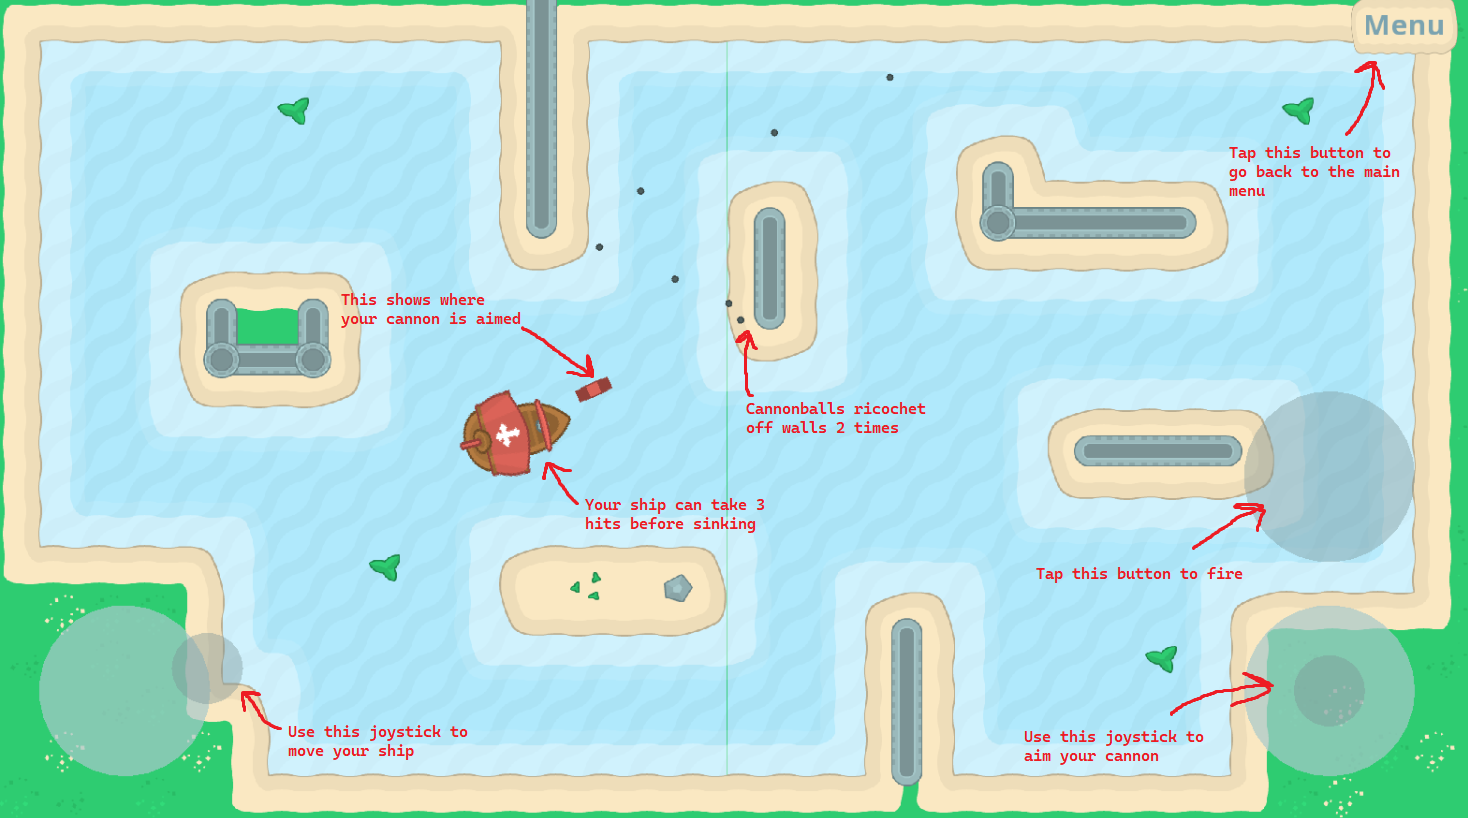 Menu
Tap this button to
go back to the main
menu
This shows where
your cannon is aimed
Cannonballs ricochet
off walls 2 times
Your ship can take 3
hits before sinking
Tap this button to fire
Use this joystick to
move your ship
Use this joystick to
aim your cannon